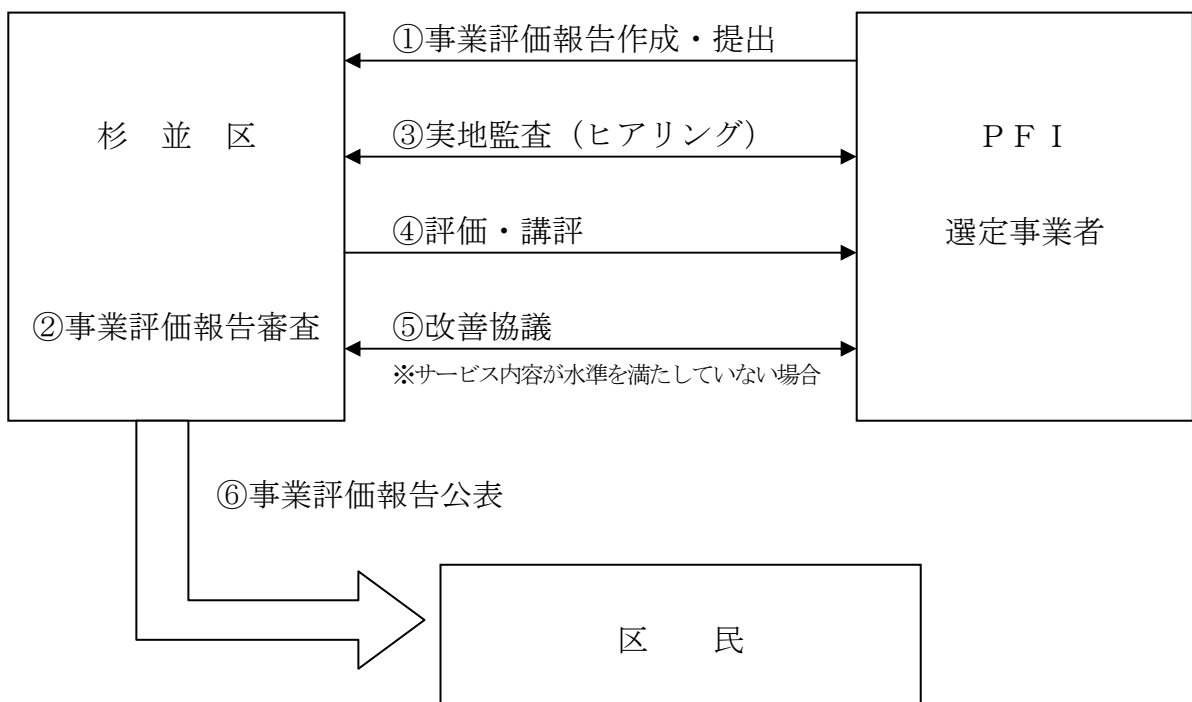 ①事業評価報告作成・提出
杉　並　区
③実地監査（ヒアリング）
ＰＦＩ
④評価・講評
選定事業者
②事業評価報告審査
⑤改善協議
※サービス内容が水準を満たしていない場合
⑥事業評価報告公表
区　　民